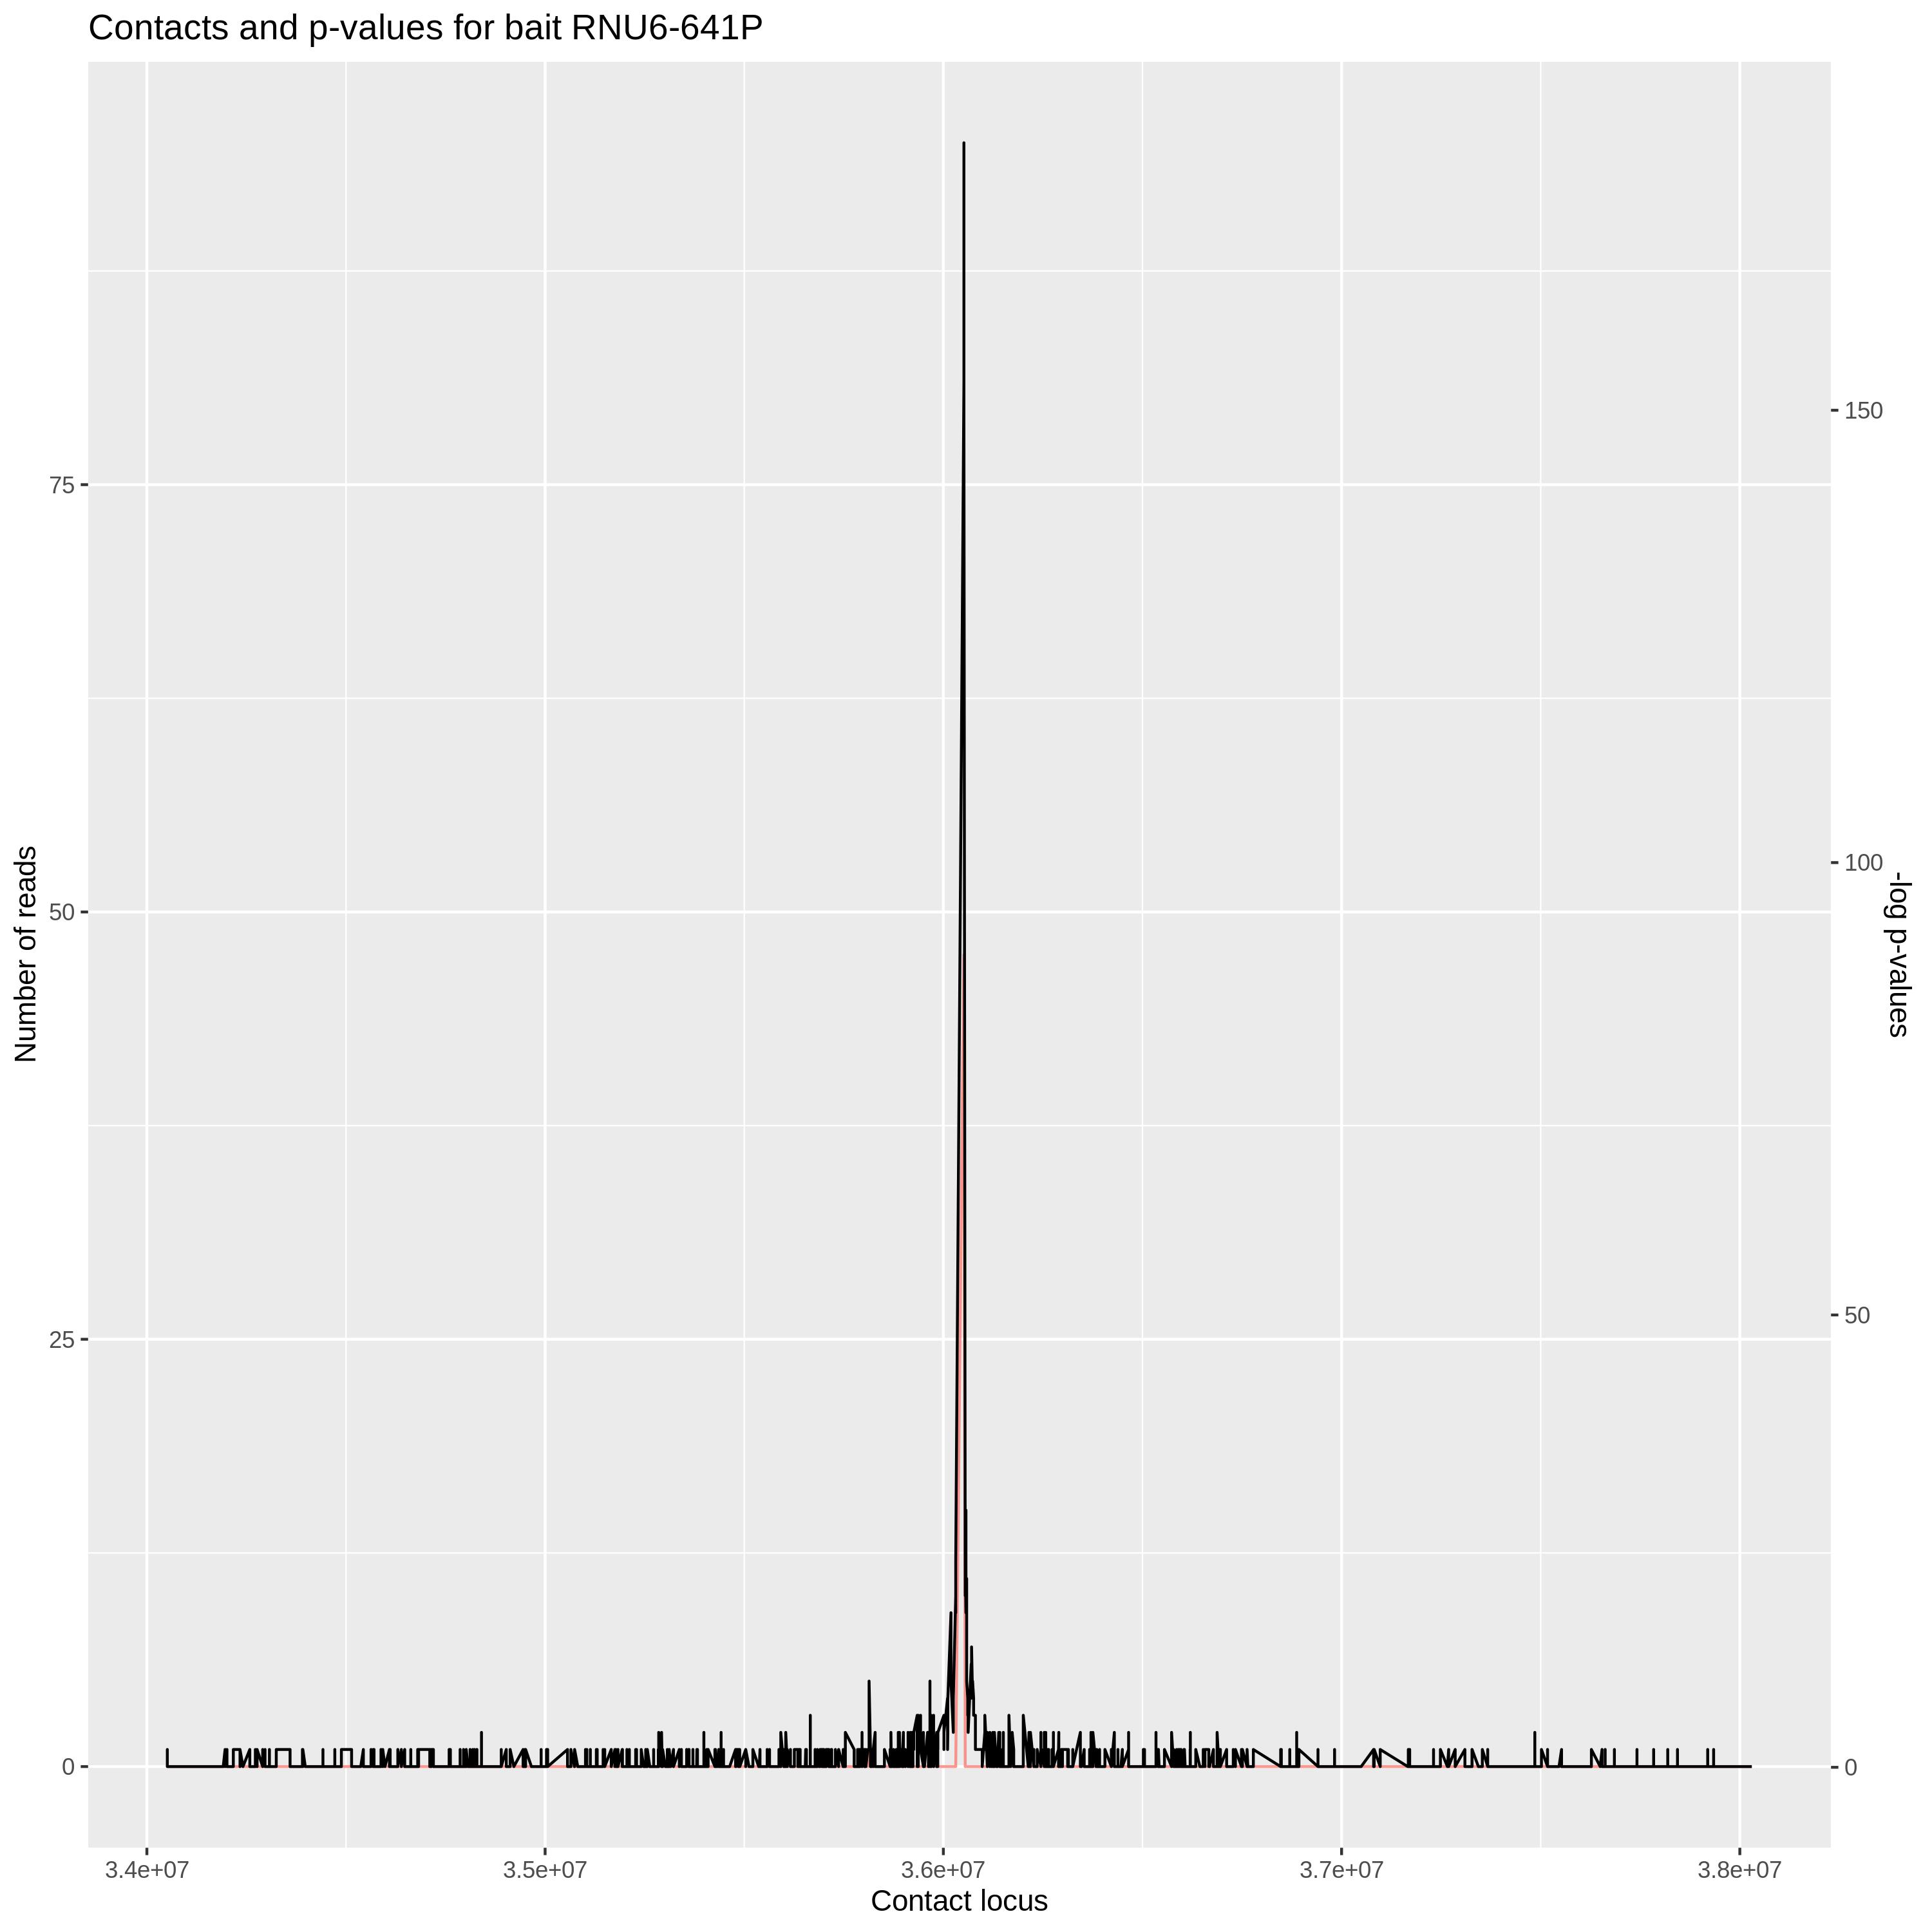 Contacts and p-values for bait RNU6-641P
Number of reads
75
50
25
0
150
100
50
0
-log p-values
3.4e+07
3.5e+07
3.6e+07
3.7e+07
3.8e+07
Contact locus